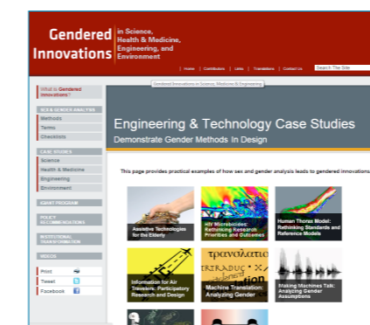 Gendered
Innovations
in Science,
Health & Medicine,
Engineering, and
Environment
Home | Contributors | Links | Translations | Contact Us
Search The Site
Gendered Innovations in Science, Medicine & Engineering
What is Gendered
Innovations?
SEX & GENDER ANALYSIS
Methods
Terms
Checklists
CASE STUDIES
Science
Health & Medicine
Engineering
Environment
GRANT PROGRAM
POLICY
RECOMMENDATIONS
INSTITUTIONAL
TRANSFORMATION
VIDEOS
Print
Tweet
Facebook
Engineering & Technology Case Studies
Demonstrate Gender Methods In Design
This page provides practical examples of how sex and gender analysis leads to gendered innovations
Assistive Technologies
for the Elderly
Rethinking Research
Priorities and Outcomes
Human Thorax Model:
Rethinking Standards and
Reference Models
Information for Air
Travelers: Participatory
Research and Design
Machine Translation:
Analyzing Gender
Making Machines Talk:
Analyzing Gender
Assumptions